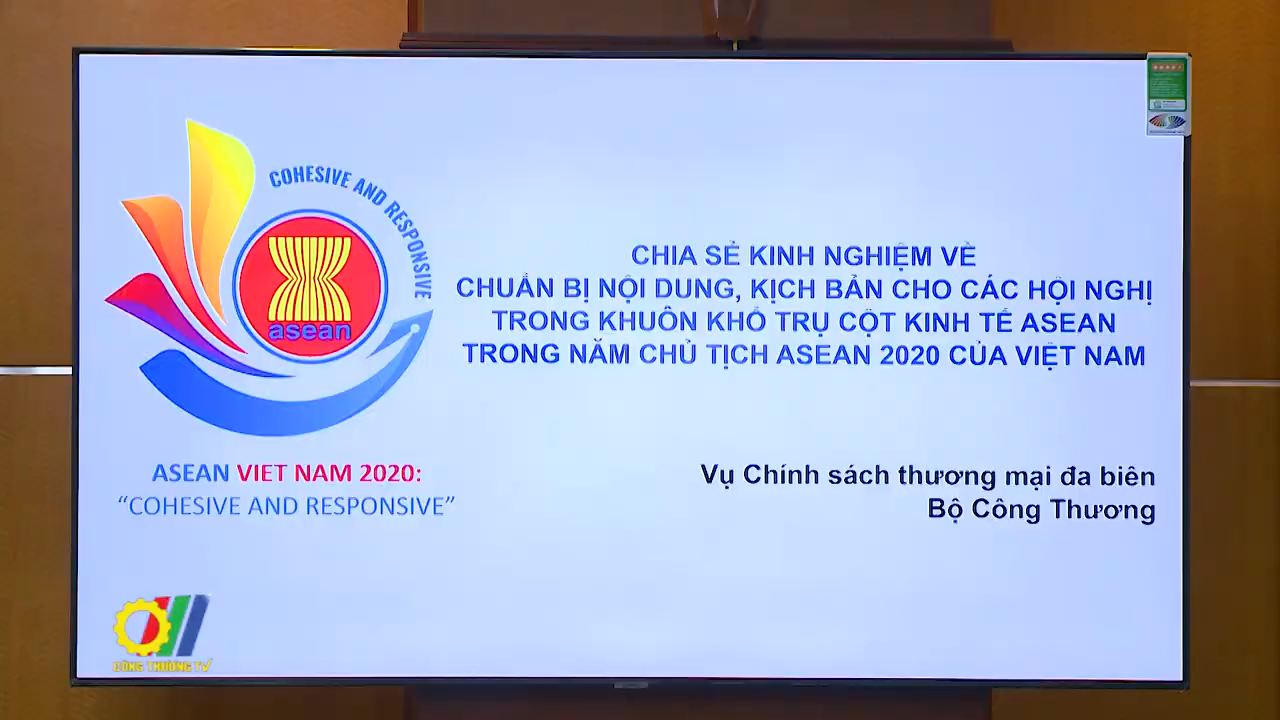 COHESIVE AND RESPONSIVE
asean
CHIA SẺ KINH NGHIỆM VỀ
CHUẨN BỊ NỘI DUNG, KỊCH BẢN CHO CÁC HỘI NGHỊ
TRONG KHUÔN KHỔ TRỤ CỘT KINH TẾ ASEAN
TRONG NĂM CHỦ TỊCH ASEAN 2020 CỦA VIỆT NAM
ASEAN VIET NAM 2020:
“COHESIVE AND RESPONSIVE”
Vụ Chính sách thương mại đa biên
Bộ Công Thương
CÔNG THƯƠNG TV